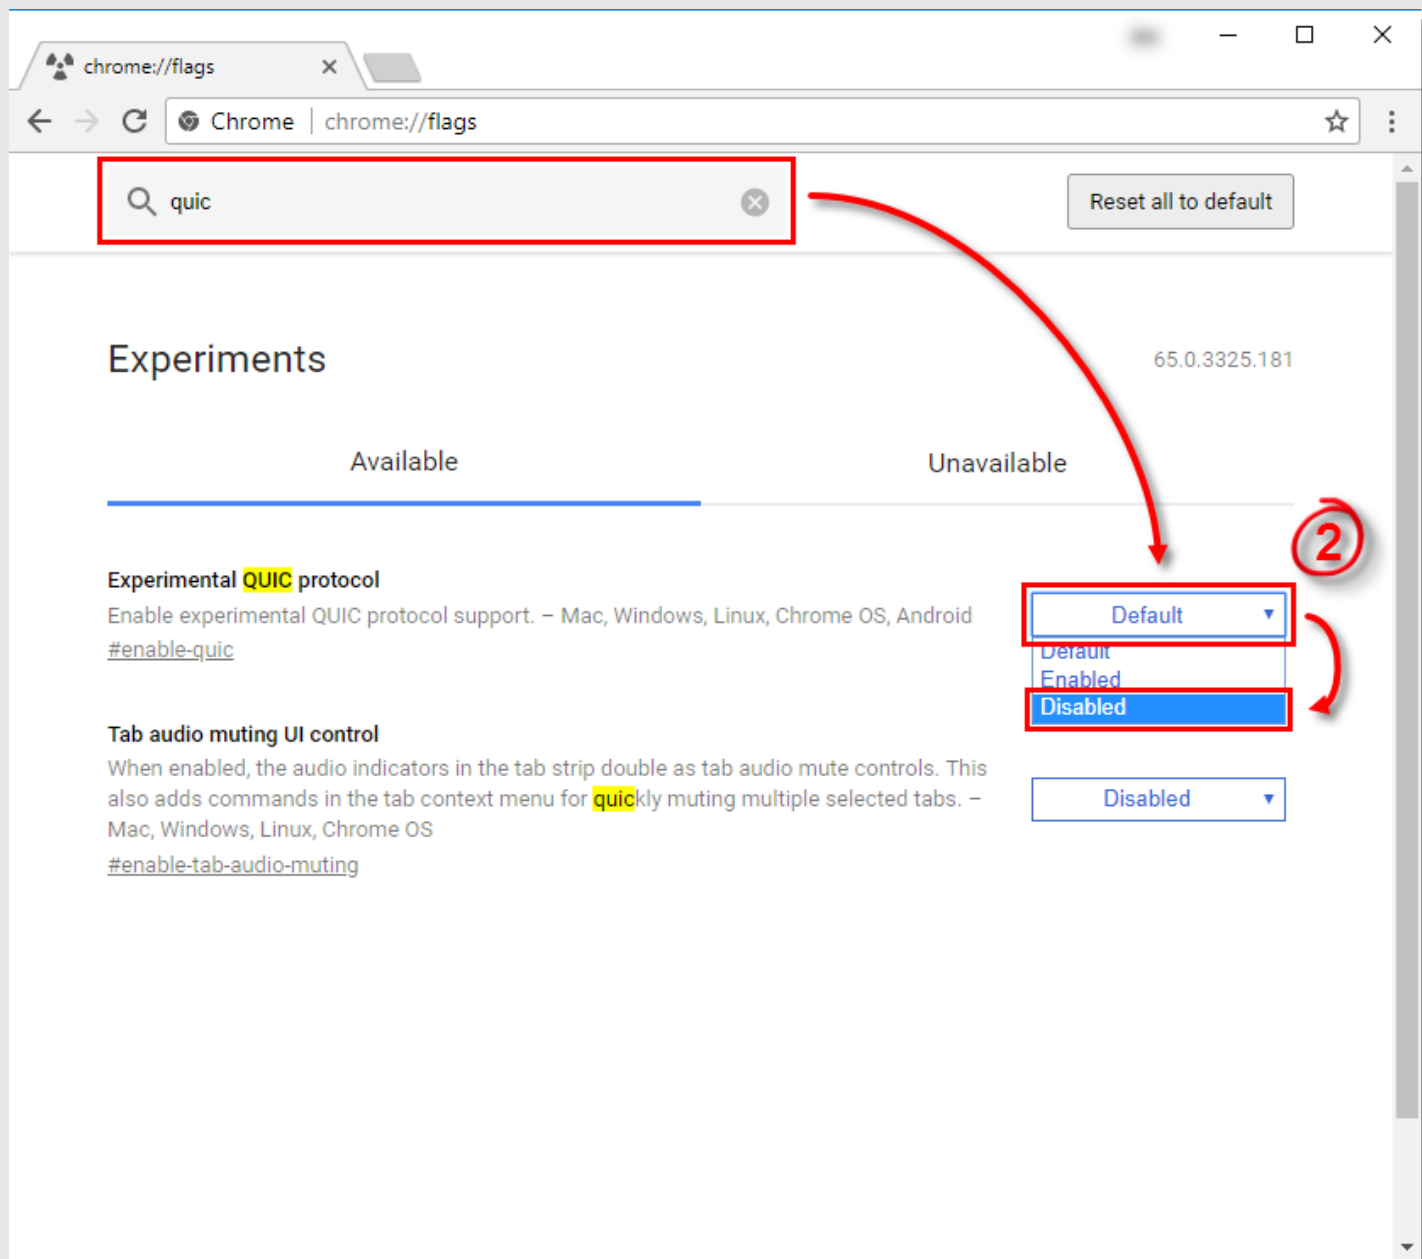 chrome://flags
Chrome | chrome://flags
quic
Reset all to default
Experiments
65.0.3325.181
Available
Unavailable
2
Experimental QUIC protocol
Enable experimental QUIC protocol support. – Mac, Windows, Linux, Chrome OS, Android
#enable-quic
Default
Default
Enabled
Disabled
Tab audio muting UI control
When enabled, the audio indicators in the tab strip double as tab audio mute controls. This
also adds commands in the tab context menu for quickly muting multiple selected tabs. –
Mac, Windows, Linux, Chrome OS
#enable-tab-audio-muting
Disabled